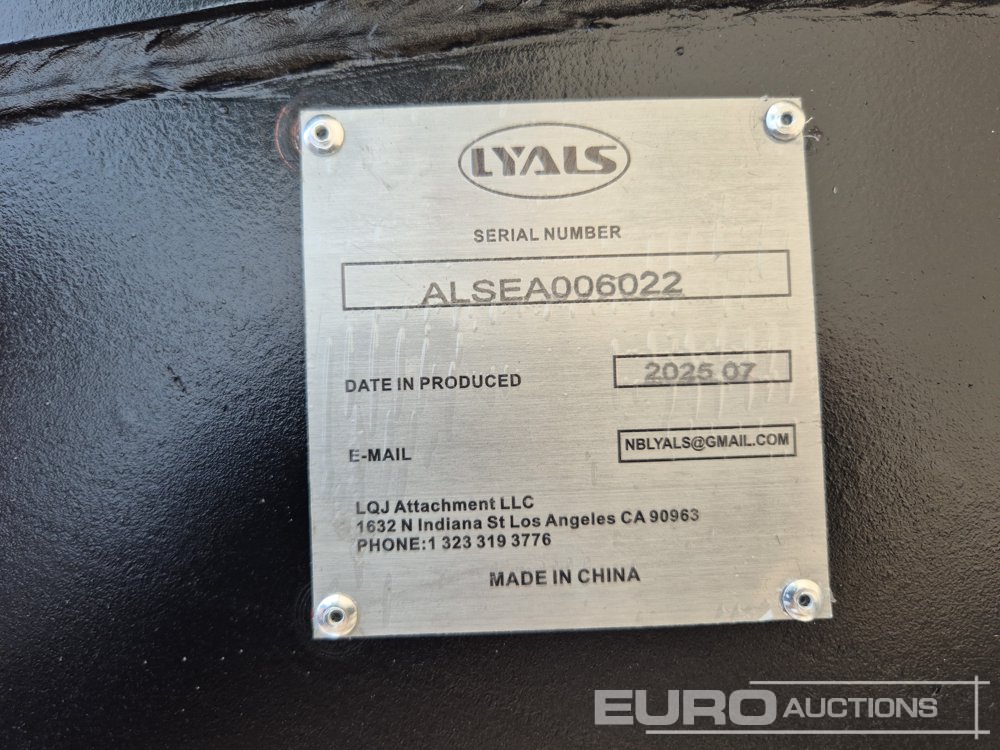 LYALS
SERIAL NUMBER
ALSEA006022
DATE IN PRODUCED 2025 07
E-MAIL NBLYALS@GMAIL.COM
LQJ Attachment LLC
1632 N Indiana St Los Angeles CA 90963
PHONE:1 323 319 3776
MADE IN CHINA
EURO AUCTIONS